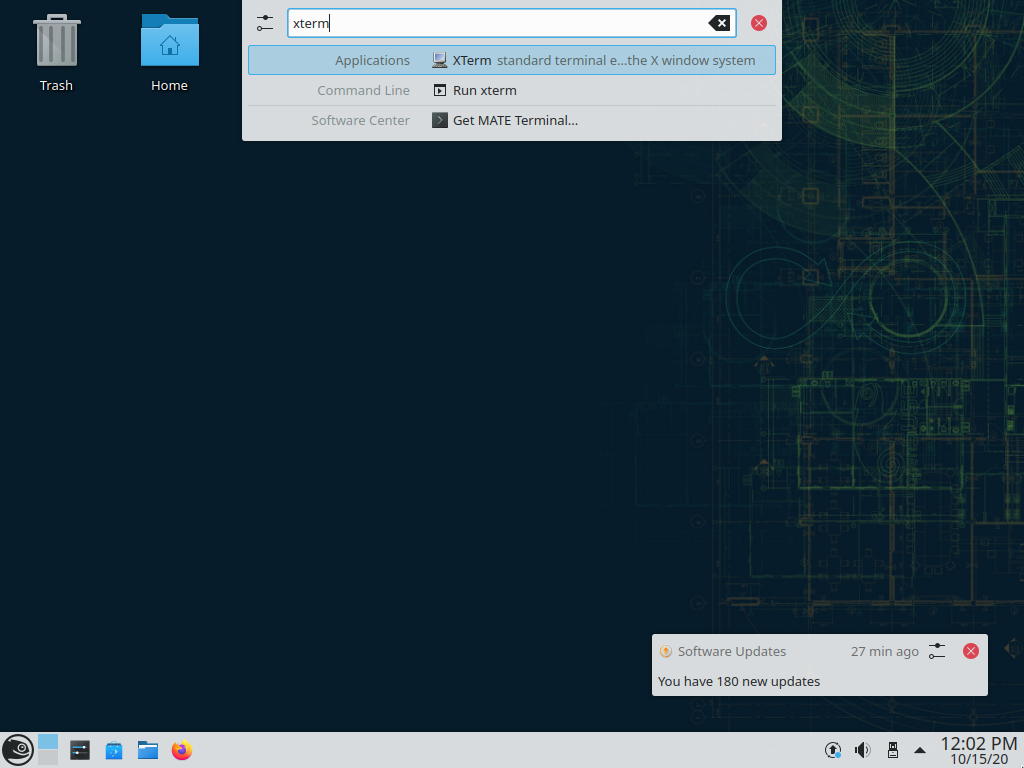 xterm
Applications XTerm standard terminal e...the X window system
Command Line Run xterm
Software Center Get MATE Terminal...
Trash
Home
Software Updates 27 min ago
You have 180 new updates
12:02 PM
10/15/20